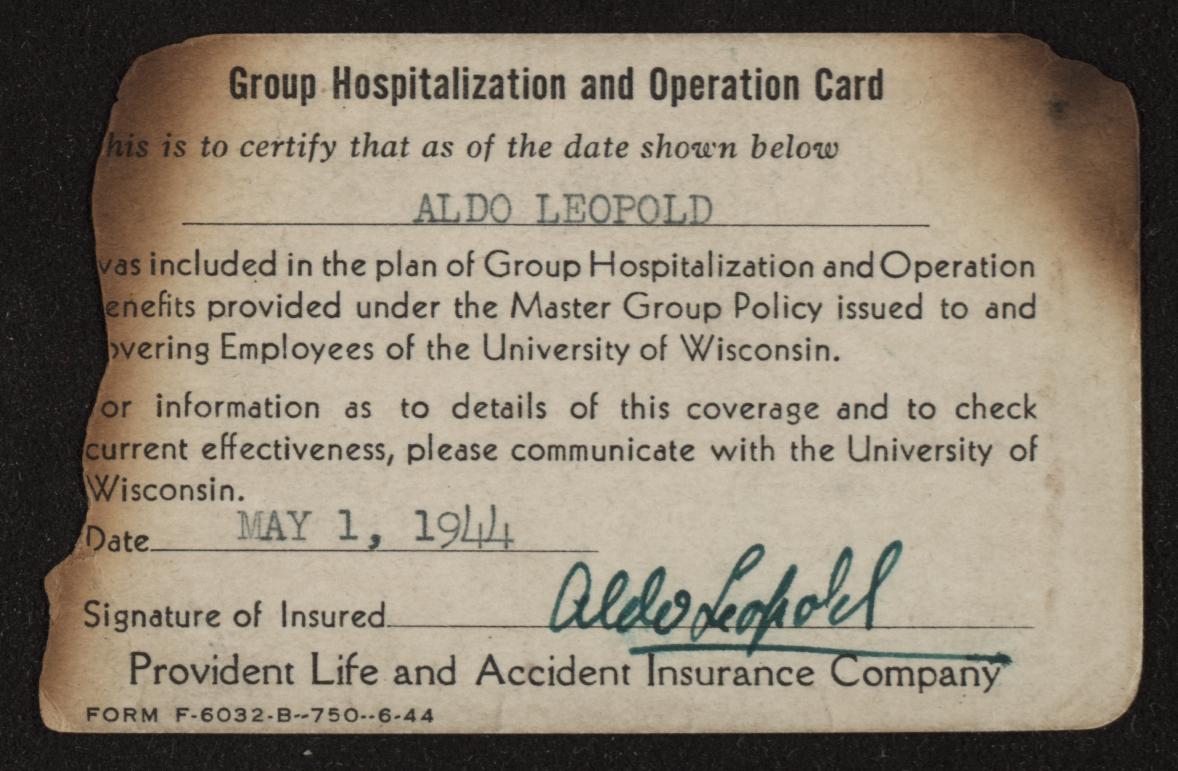 Group Hospitalization and Operation Card
his is to certify that as of the date shown below
ALDO LEOPOLD
vas included in the plan of Group Hospitalization and Operation
enefits provided under the Master Group Policy issued to and
overing Employees of the University of Wisconsin.
or information as to details of this coverage and to check
current effectiveness, please communicate with the University of
Wisconsin.
Date MAY 1, 1944
Signature of Insured Aldo Leopold
Provident Life and Accident Insurance Company
FORM F-6032-B--750--6-44